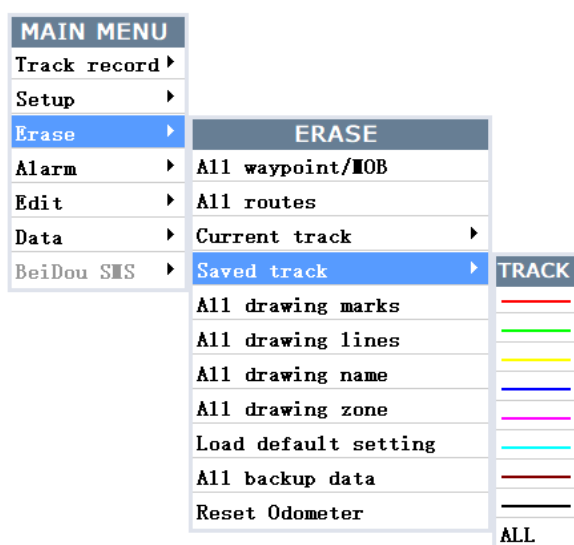 MAIN MENU
Track record
Setup
Erase
Alarm
Edit
Data
BeiDou SMS
ERASE
All waypoint/MOB
All routes
Current track
Saved track
All drawing marks
All drawing lines
All drawing name
All drawing zone
Load default setting
All backup data
Reset Odometer
TRACK
ALL